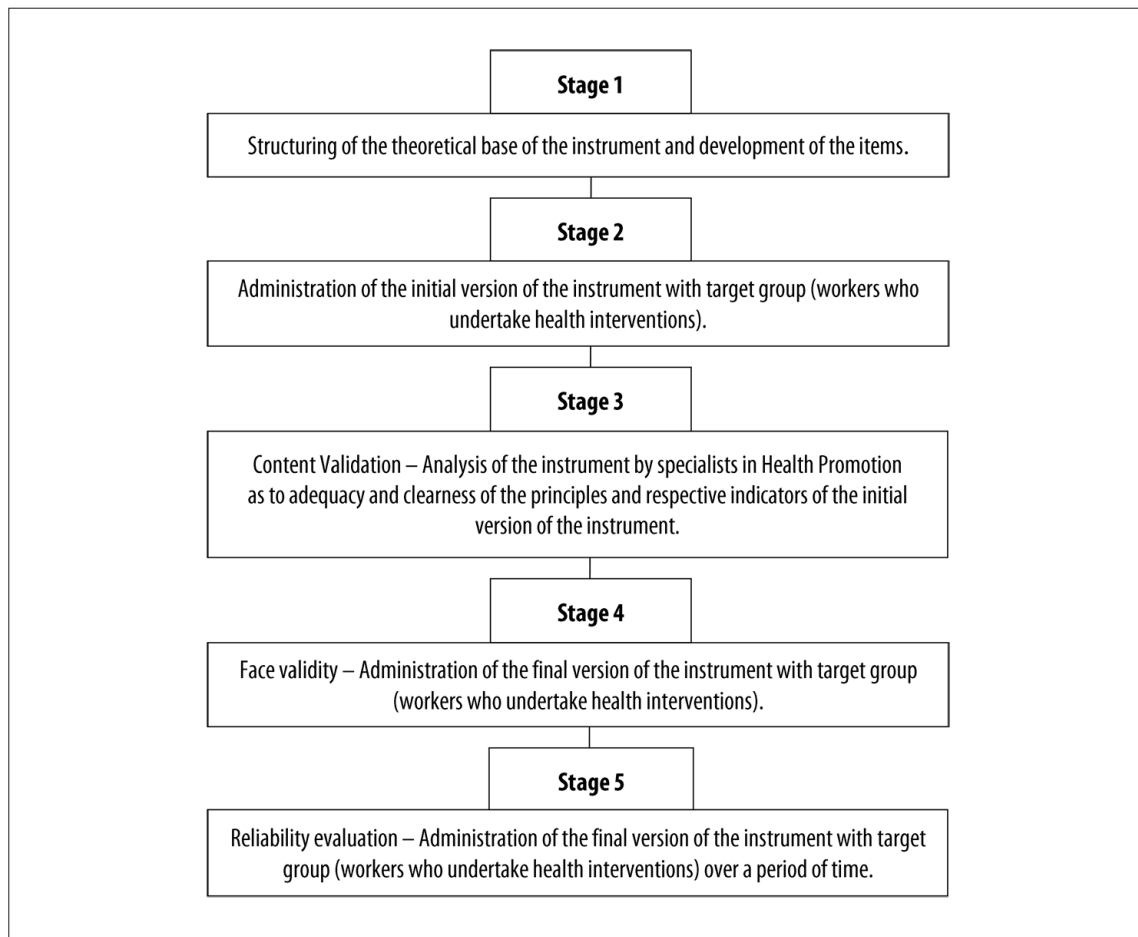 Stage 1
Structuring of the theoretical base of the instrument and development of the items.
Stage 2
Administration of the initial version of the instrument with target group (workers who
undertake health interventions).
Stage 3
Content Validation – Analysis of the instrument by specialists in Health Promotion
as to adequacy and clearness of the principles and respective indicators of the initial
version of the instrument.
Stage 4
Face validity – Administration of the final version of the instrument with target group
(workers who undertake health interventions).
Stage 5
Reliability evaluation – Administration of the final version of the instrument with target
group (workers who undertake health interventions) over a period of time.